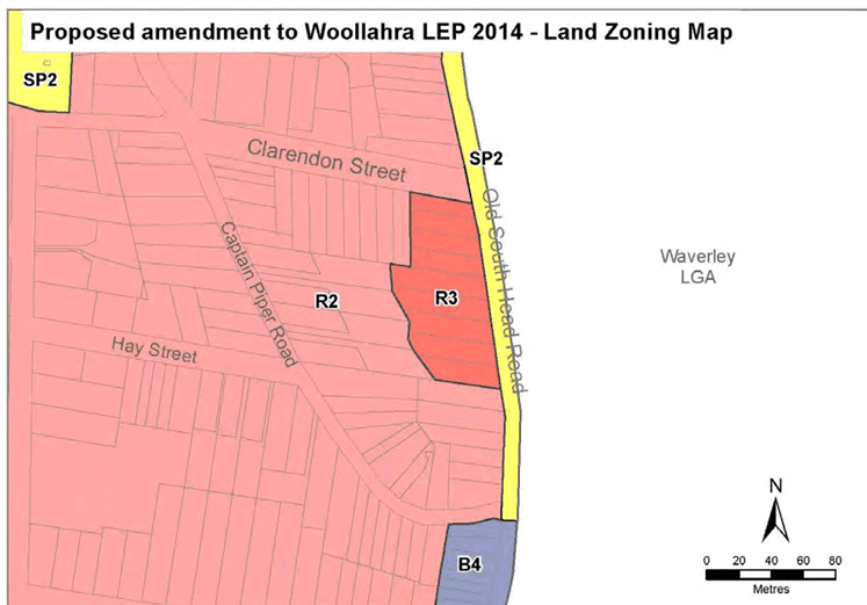 Proposed amendment to Woollahra LEP 2014 - Land Zoning Map
SP2
Clarendon Street
SP2
Old South Head Road
Captain Piper Road
R2
R3
Waverley
LGA
Hay Street
N
B4
0 20 40 60 80
Metres